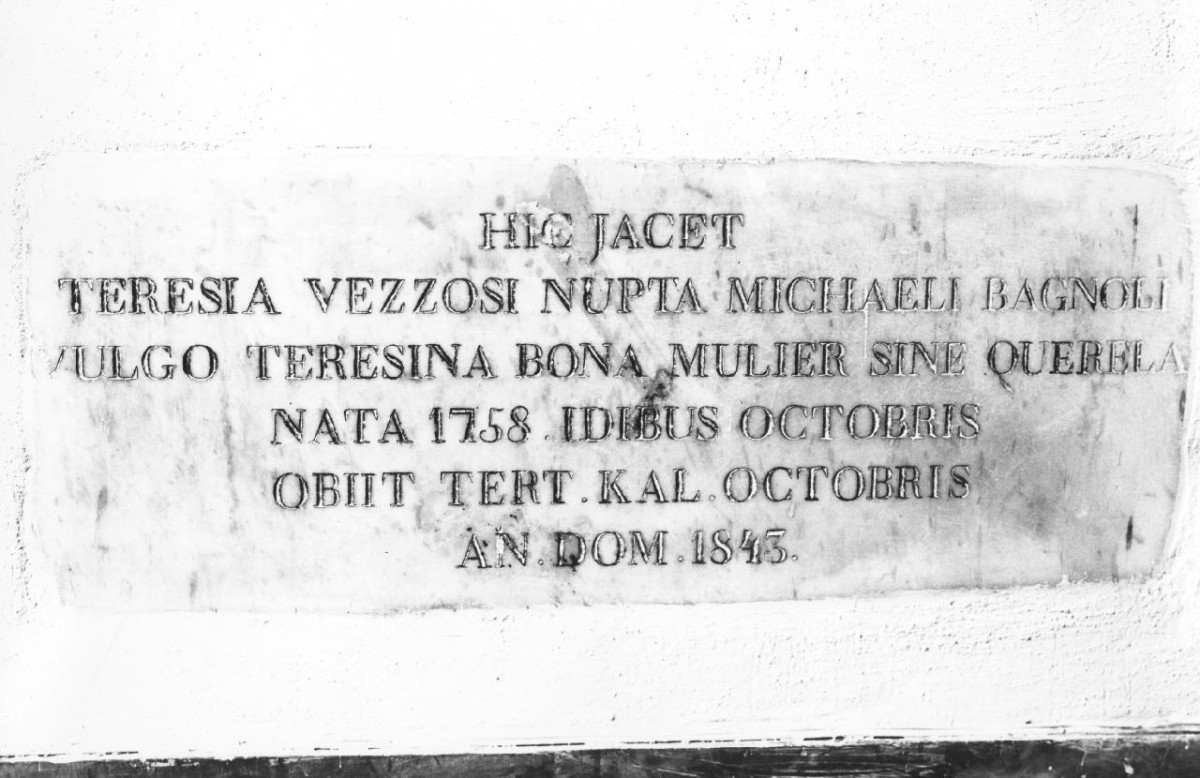 HIC JACET
TERESIA VEZZOSI NUPTA MICHAELI BAGNOLI
VULGO TERESINA BONA MULIER SINE QUERELA
NATA 1758. IDIBUS OCTOBRIS
OBIIT TERT. KAL. OCTOBRIS
AN. DOM. 1843.